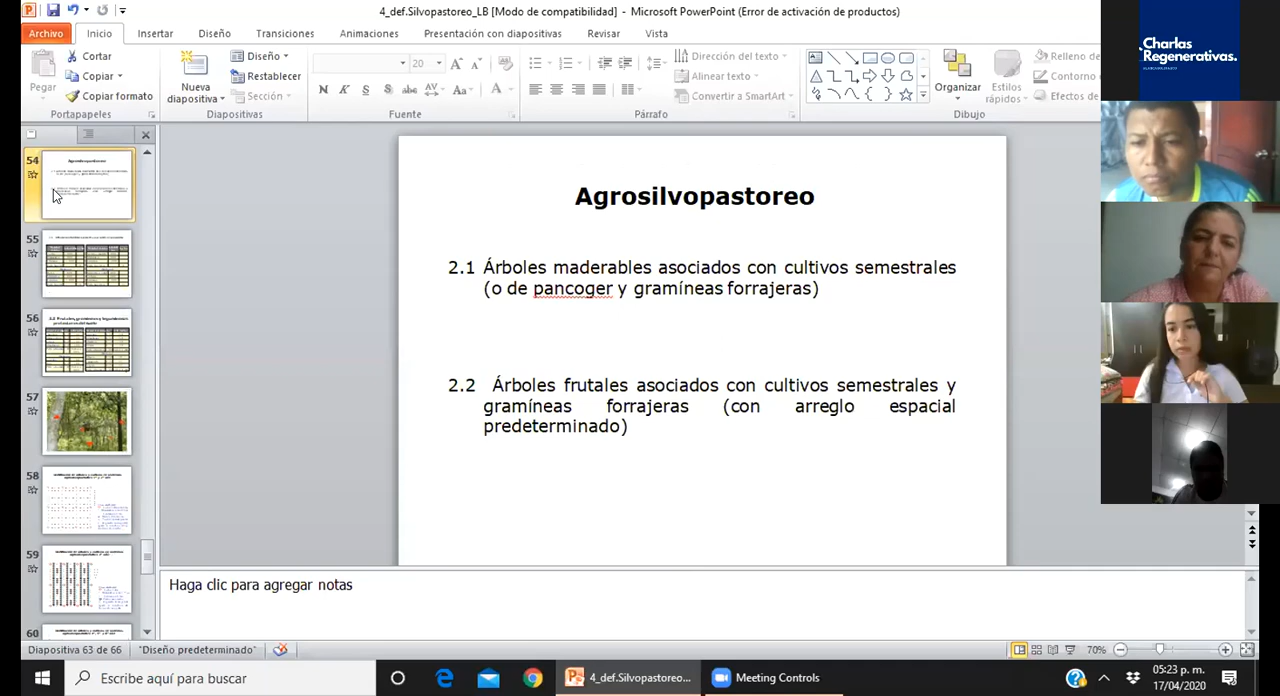 4_def.Silvopastoreo_LB [Modo de compatibilidad] - Microsoft PowerPoint (Error de activación de productos)
Archivo Inicio Insertar Diseño Transiciones Animaciones Presentación con diapositivas Revisar Vista
Pegar
Cortar
Copiar
Copiar formato
Portapapeles
Nueva
diapositiva
Diseño
Restablecer
Sección
Diapositivas
20
N K S S abc AV Aa A
Fuente
Dirección del texto
Alinear texto
Convertir a SmartArt
Párrafo
Organizar
Estilos
rápidos
Relleno de
Contorno
Efectos de
Dibujo
Charlas
Regenerativas.
54
Agrosilvopastoreo
55
56
57
58
59
60
Agrosilvopastoreo
2.1 Árboles maderables asociados con cultivos semestrales
(o de pancoger y gramíneas forrajeras)
2.2 Árboles frutales asociados con cultivos semestrales y
gramíneas forrajeras (con arreglo espacial
predeterminado)
Haga clic para agregar notas
Diapositiva 63 de 66 "Diseño predeterminado" 70%
Escribe aquí para buscar
4_def.Silvopastoreo...
Meeting Controls
05:23 p. m.
17/04/2020